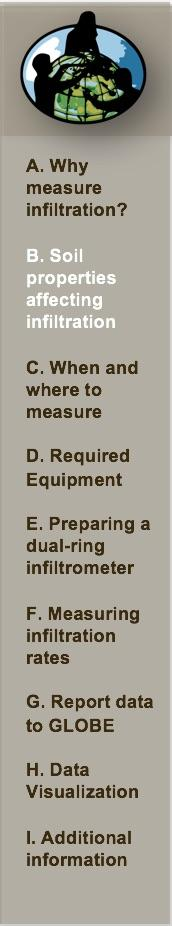 A. Why
measure
infiltration?
B. Soil
properties
affecting
infiltration
C. When and
where to
measure
D. Required
Equipment
E. Preparing a
dual-ring
infiltrometer
F. Measuring
infiltration
rates
G. Report data
to GLOBE
H. Data
Visualization
I. Additional
information